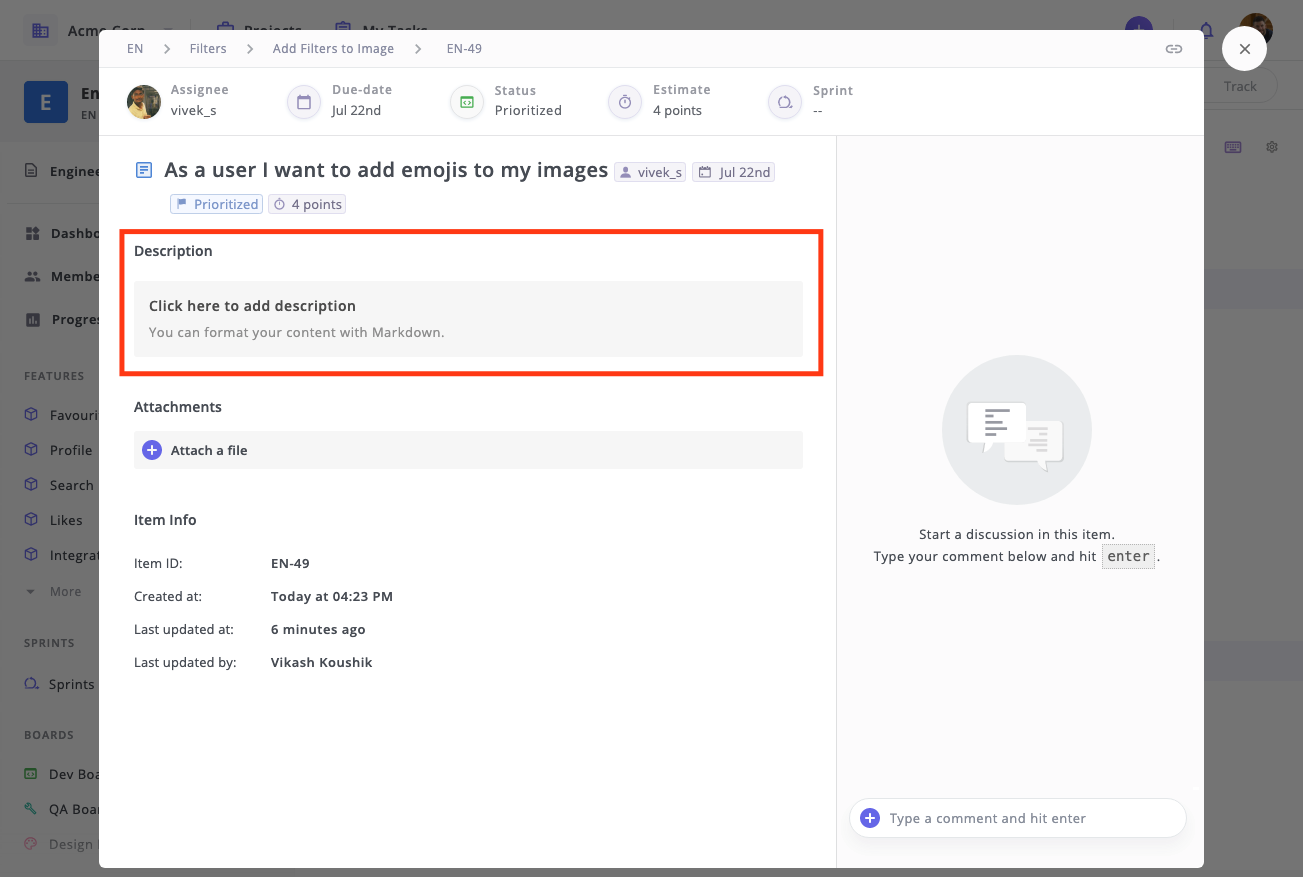 Acme Corp
Projects
My Tasks
EN
Filters
Add Filters to Image
EN-49
Assignee
vivek_s
Due-date
Jul 22nd
Status
Prioritized
Estimate
4 points
Sprint
--
Track
E
En
EN
As a user I want to add emojis to my images
vivek_s
Jul 22nd
Prioritized
4 points
Description
Click here to add description
You can format your content with Markdown.
Attachments
Attach a file
Item Info
Item ID: EN-49
Created at: Today at 04:23 PM
Last updated at: 6 minutes ago
Last updated by: Vikash Koushik
Enginee
Dashbo
Membe
Progres
FEATURES
Favouri
Profile
Search
Likes
Integrat
More
SPRINTS
Sprints
BOARDS
Dev Boa
QA Boar
Design
Start a discussion in this item.
Type your comment below and hit enter.
Type a comment and hit enter